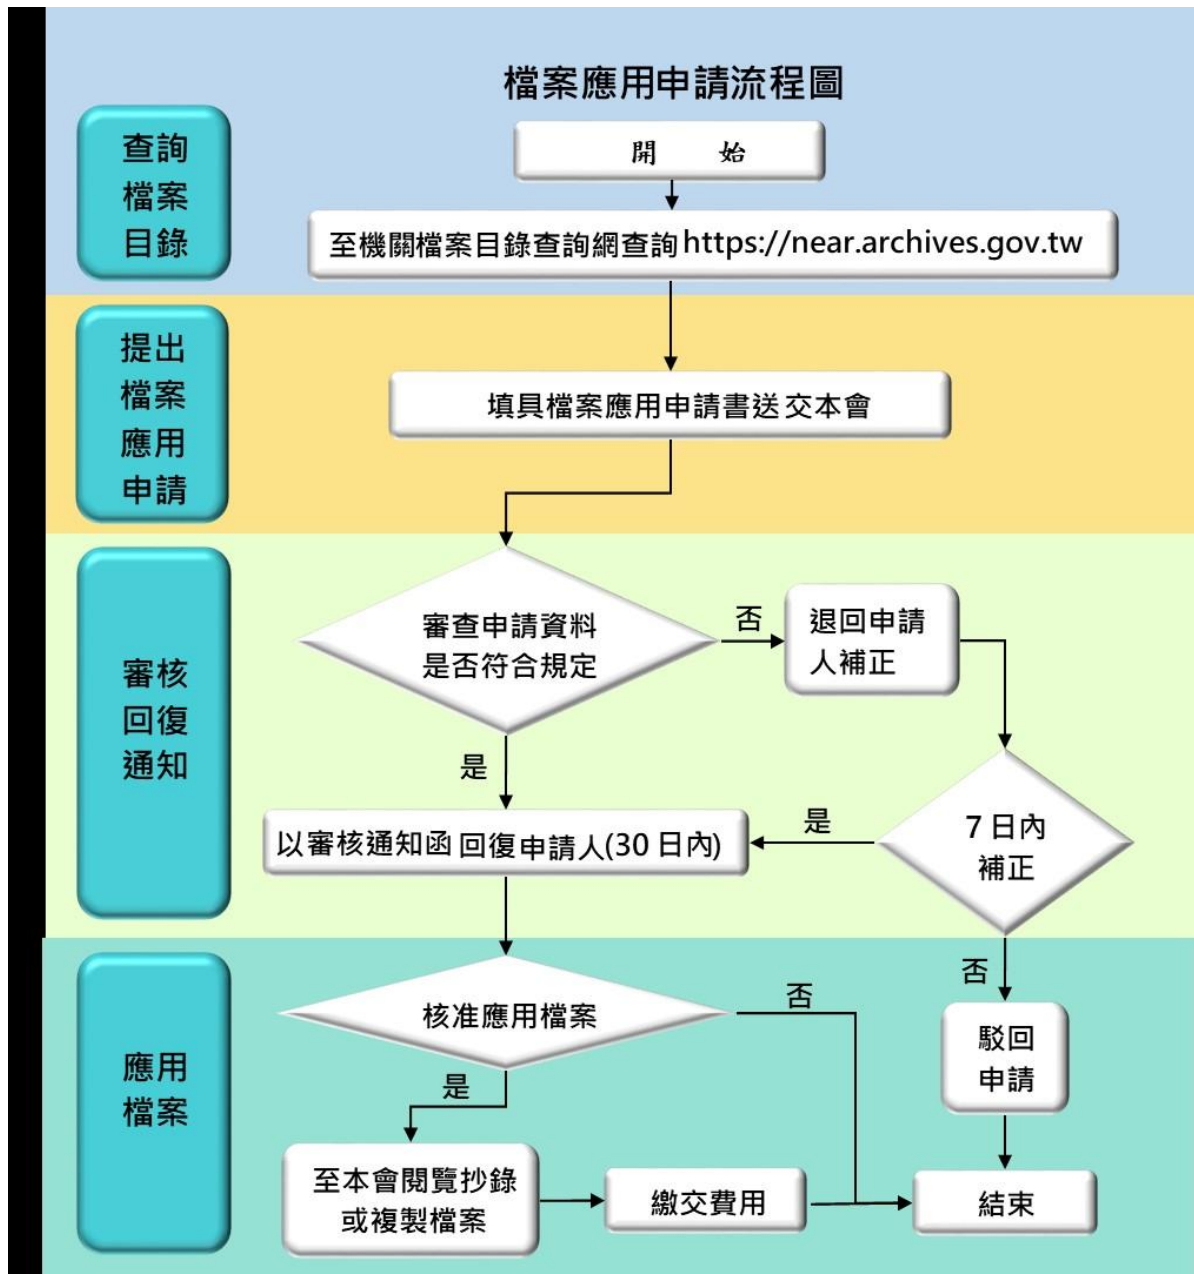 檔案應用申請流程圖
查詢
檔案
目錄
開 始
至機關檔案目錄查詢網查詢https://near.archives.gov.tw
提出
檔案
應用
申請
填具檔案應用申請書送交本會
審核
回復
通知
審查申請資料
是否符合規定
否
退回申請
人補正
是
以審核通知函回復申請人(30日內)
是
7日內
補正
否
駁回
申請
應用
檔案
核准應用檔案
否
是
至本會閱覽抄錄
或複製檔案
繳交費用
結束